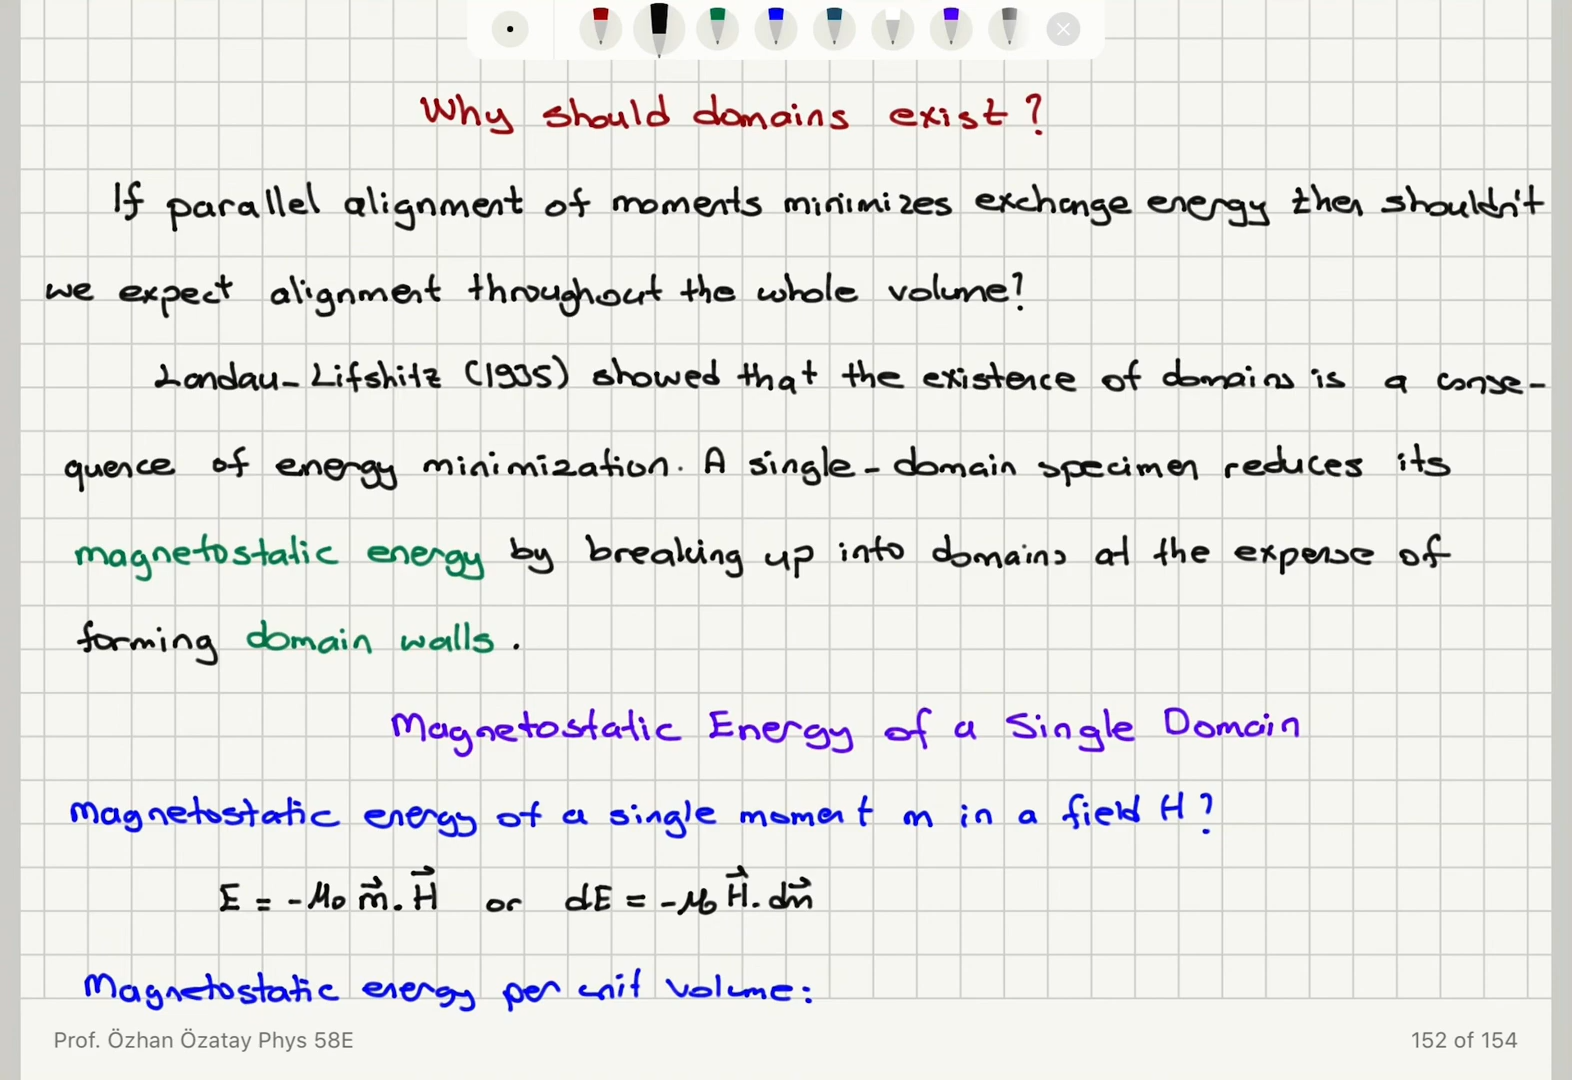 Why should domains exist?
If parallel alignment of moments minimizes exchange energy then shouldn't
we expect alignment throughout the whole volume?
Landau-Lifshitz (1935) showed that the existence of domains is a conse-
quence of energy minimization. A single-domain specimen reduces its
magnetostatic energy by breaking up into domains at the expense of
forming domain walls.
Magnetostatic Energy of a Single Domain
Magnetostatic energy of a single moment m in a field H?
E = -μ₀ m⃗ . H⃗ or dE = -μ₀ H⃗ . dm⃗
Magnetostatic energy per unit volume:
Prof. Özhan Özatay Phys 58E
152 of 154